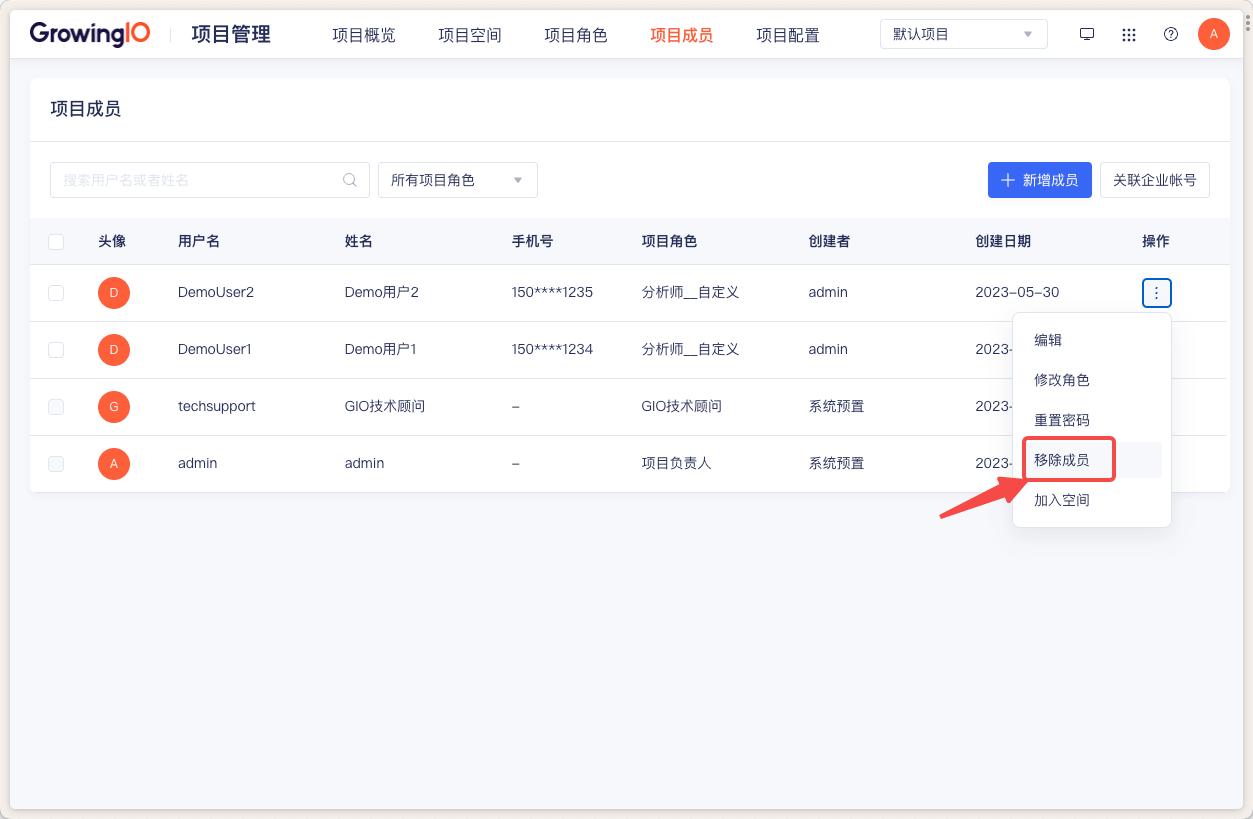 GrowingIO 项目管理 项目概览 项目空间 项目角色 项目成员 项目配置 默认项目 A
项目成员
搜索用户名或者姓名 所有项目角色 新增成员 关联企业帐号
头像 用户名 姓名 手机号 项目角色 创建者 创建日期 操作
D DemoUser2 Demo用户2 150****1235 分析师__自定义 admin 2023-05-30
D DemoUser1 Demo用户1 150****1234 分析师__自定义 admin 2023-
G techsupport GIO技术顾问 - GIO技术顾问 系统预置 2023-
A admin admin - 项目负责人 系统预置 2023-
编辑
修改角色
重置密码
移除成员
加入空间